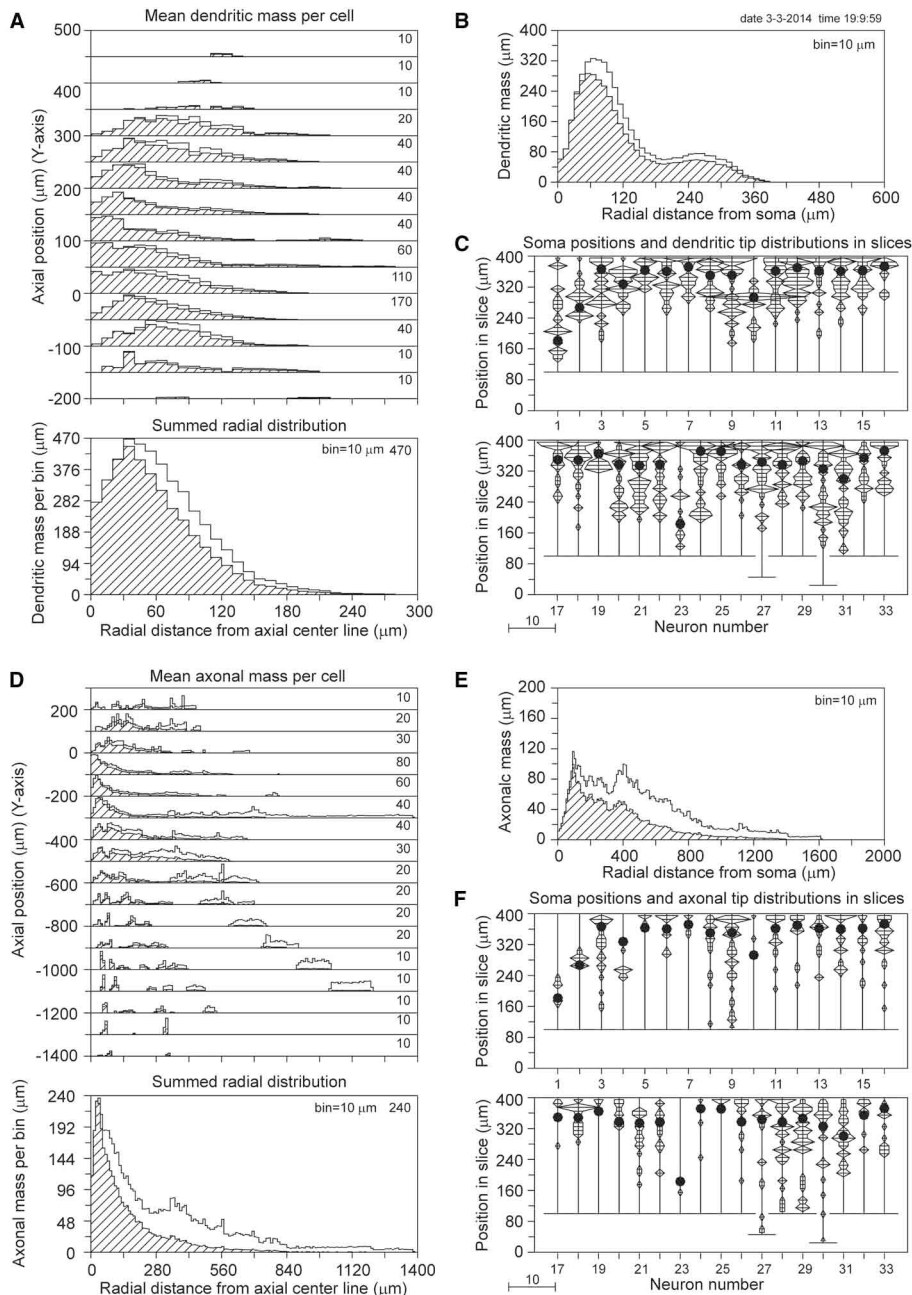 A
Mean dendritic mass per cell
500
400
300
200
100
0
-100
-200
Axial position (μm) (Y-axis)
10
10
10
20
40
40
40
40
60
110
170
40
10
10
Summed radial distribution
bin=10 μm 470
470
376
282
188
94
0
Dendritic mass per bin (μm)
0 60 120 180 240 300
Radial distance from axial center line (μm)
B
date 3-3-2014 time 19:9:59
bin=10 μm
400
320
240
160
80
0
Dendritic mass (μm)
0 120 240 360 480 600
Radial distance from soma (μm)
C
Soma positions and dendritic tip distributions in slices
400
320
240
160
80
0
Position in slice (μm)
1 3 5 7 9 11 13 15
400
320
240
160
80
0
Position in slice (μm)
17 19 21 23 25 27 29 31 33
10
Neuron number
D
Mean axonal mass per cell
200
0
-200
-400
-600
-800
-1000
-1200
-1400
Axial position (μm) (Y-axis)
10
20
30
80
60
40
40
30
20
20
20
20
10
10
10
10
10
Summed radial distribution
bin=10 μm 240
240
192
144
96
48
0
Axonal mass per bin (μm)
0 280 560 840 1120 1400
Radial distance from axial center line (μm)
E
bin=10 μm
200
160
120
80
40
0
Axonalc mass (μm)
0 400 800 1200 1600 2000
Radial distance from soma (μm)
F
Soma positions and axonal tip distributions in slices
400
320
240
160
80
0
Position in slice (μm)
1 3 5 7 9 11 13 15
400
320
240
160
80
0
Position in slice (μm)
17 19 21 23 25 27 29 31 33
10
Neuron number